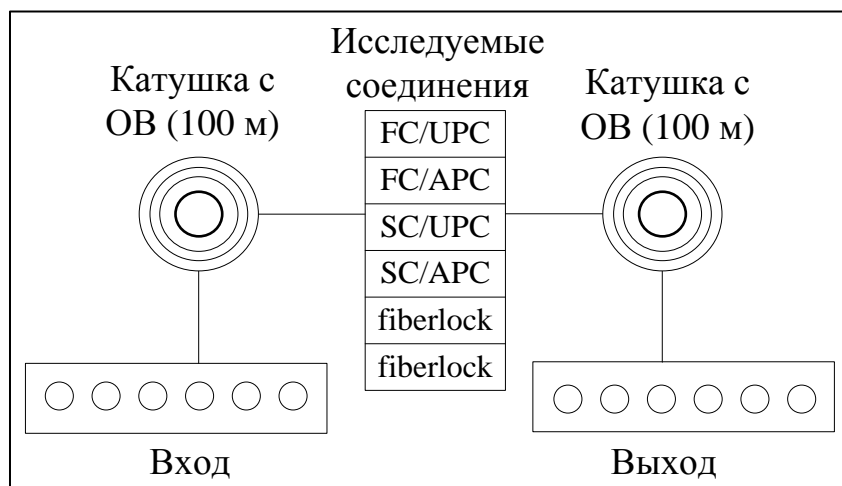 Исследуемые
соединения
Катушка с
ОВ (100 м)
Катушка с
ОВ (100 м)
FC/UPC
FC/APC
SC/UPC
SC/APC
fiberlock
fiberlock
Вход
Выход